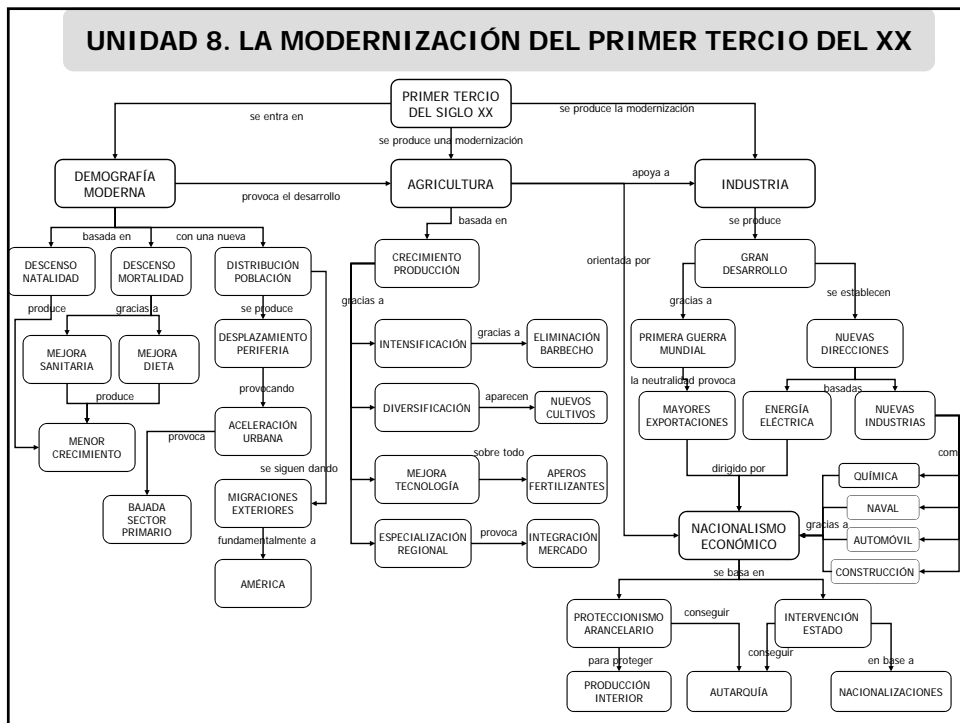 UNIDAD 8. LA MODERNIZACIÓN DEL PRIMER TERCIO DEL XX
PRIMER TERCIO
DEL SIGLO XX
se entra en
se produce la modernización
se produce una modernización
DEMOGRAFÍA
MODERNA
provoca el desarrollo
AGRICULTURA
apoya a
INDUSTRIA
basada en
con una nueva
basada en
se produce
DESCENSO
NATALIDAD
DESCENSO
MORTALIDAD
DISTRIBUCIÓN
POBLACIÓN
CRECIMIENTO
PRODUCCIÓN
orientada por
GRAN
DESARROLLO
produce
gracias a
se produce
gracias a
gracias a
se establecen
MEJORA
SANITARIA
MEJORA
DIETA
DESPLAZAMIENTO
PERIFERIA
INTENSIFICACIÓN
gracias a
ELIMINACIÓN
BARBECHO
PRIMERA GUERRA
MUNDIAL
NUEVAS
DIRECCIONES
produce
provocando
la neutralidad provoca
basadas
MENOR
CRECIMIENTO
provoca
ACELERACIÓN
URBANA
DIVERSIFICACIÓN
aparecen
NUEVOS
CULTIVOS
MAYORES
EXPORTACIONES
ENERGÍA
ELÉCTRICA
NUEVAS
INDUSTRIAS
com
se siguen dando
sobre todo
dirigido por
BAJADA
SECTOR
PRIMARIO
MIGRACIONES
EXTERIORES
MEJORA
TECNOLOGÍA
APEROS
FERTILIZANTES
QUÍMICA
NAVAL
AUTOMÓVIL
CONSTRUCCIÓN
gracias a
fundamentalmente a
AMÉRICA
ESPECIALIZACIÓN
REGIONAL
provoca
INTEGRACIÓN
MERCADO
NACIONALISMO
ECONÓMICO
se basa en
PROTECCIONISMO
ARANCELARIO
conseguir
INTERVENCIÓN
ESTADO
para proteger
conseguir
en base a
PRODUCCIÓN
INTERIOR
AUTARQUÍA
NACIONALIZACIONES